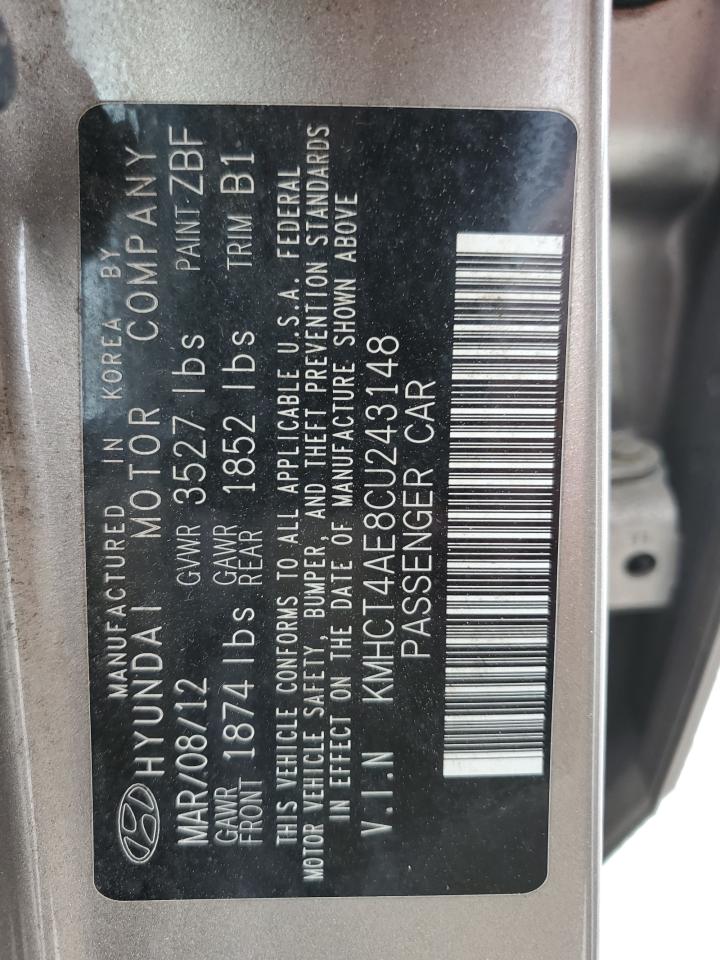 MANUFACTURED IN KOREA BY
HYUNDAI MOTOR COMPANY
MAR/08/12 GVWR 3527 lbs PAINT ZBF
GAWR FRONT 1874 lbs GAWR REAR 1852 lbs TRIM B1
THIS VEHICLE CONFORMS TO ALL APPLICABLE U.S.A. FEDERAL
MOTOR VEHICLE SAFETY, BUMPER, AND THEFT PREVENTION STANDARDS
IN EFFECT ON THE DATE OF MANUFACTURE SHOWN ABOVE
V.I.N KMHCT4AE8CU243148
PASSENGER CAR